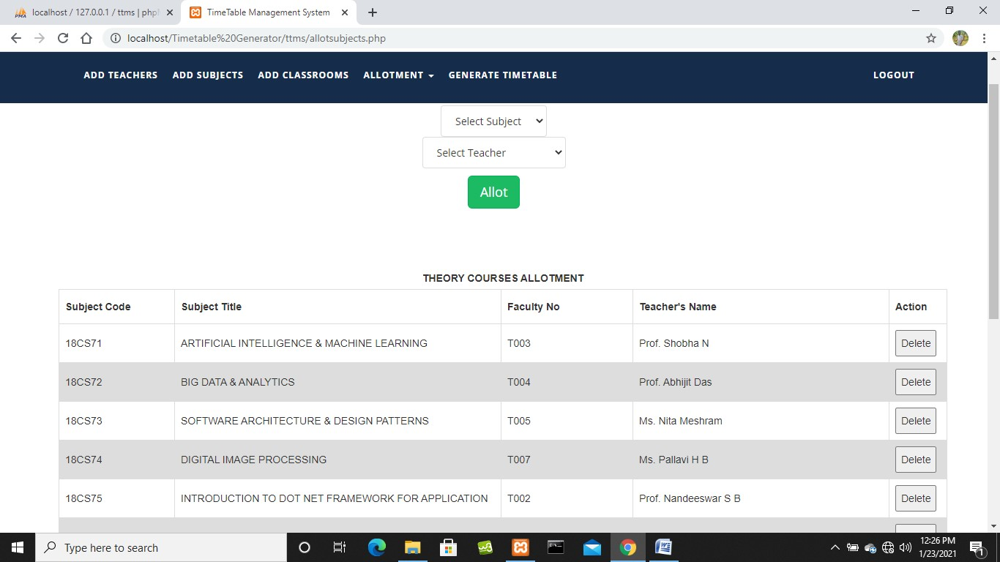 localhost / 127.0.0.1 / ttms | php
TimeTable Management System
localhost/Timetable%20Generator/ttms/allotsubjects.php
ADD TEACHERS ADD SUBJECTS ADD CLASSROOMS ALLOTMENT GENERATE TIMETABLE LOGOUT
Select Subject
Select Teacher
Allot
THEORY COURSES ALLOTMENT
Subject Code Subject Title Faculty No Teacher's Name Action
18CS71 ARTIFICIAL INTELLIGENCE & MACHINE LEARNING T003 Prof. Shobha N Delete
18CS72 BIG DATA & ANALYTICS T004 Prof. Abhijit Das Delete
18CS73 SOFTWARE ARCHITECTURE & DESIGN PATTERNS T005 Ms. Nita Meshram Delete
18CS74 DIGITAL IMAGE PROCESSING T007 Ms. Pallavi H B Delete
18CS75 INTRODUCTION TO DOT NET FRAMEWORK FOR APPLICATION T002 Prof. Nandeeswar S B Delete
Type here to search
12:26 PM
1/23/2021
1